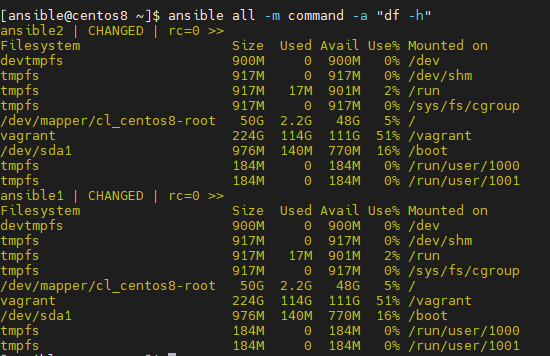 [ansible@centos8 ~]$ ansible all -m command -a "df -h"
ansible2 | CHANGED | rc=0 >>
Filesystem                   Size  Used Avail Use% Mounted on
devtmpfs                     900M     0  900M   0% /dev
tmpfs                        917M     0  917M   0% /dev/shm
tmpfs                        917M   17M  901M   2% /run
tmpfs                        917M     0  917M   0% /sys/fs/cgroup
/dev/mapper/cl_centos8-root   50G  2.2G   48G   5% /
vagrant                      224G  114G  111G  51% /vagrant
/dev/sda1                    976M  140M  770M  16% /boot
tmpfs                        184M     0  184M   0% /run/user/1000
tmpfs                        184M     0  184M   0% /run/user/1001
ansible1 | CHANGED | rc=0 >>
Filesystem                   Size  Used Avail Use% Mounted on
devtmpfs                     900M     0  900M   0% /dev
tmpfs                        917M     0  917M   0% /dev/shm
tmpfs                        917M   17M  901M   2% /run
tmpfs                        917M     0  917M   0% /sys/fs/cgroup
/dev/mapper/cl_centos8-root   50G  2.2G   48G   5% /
vagrant                      224G  114G  111G  51% /vagrant
/dev/sda1                    976M  140M  770M  16% /boot
tmpfs                        184M     0  184M   0% /run/user/1000
tmpfs                        184M     0  184M   0% /run/user/1001